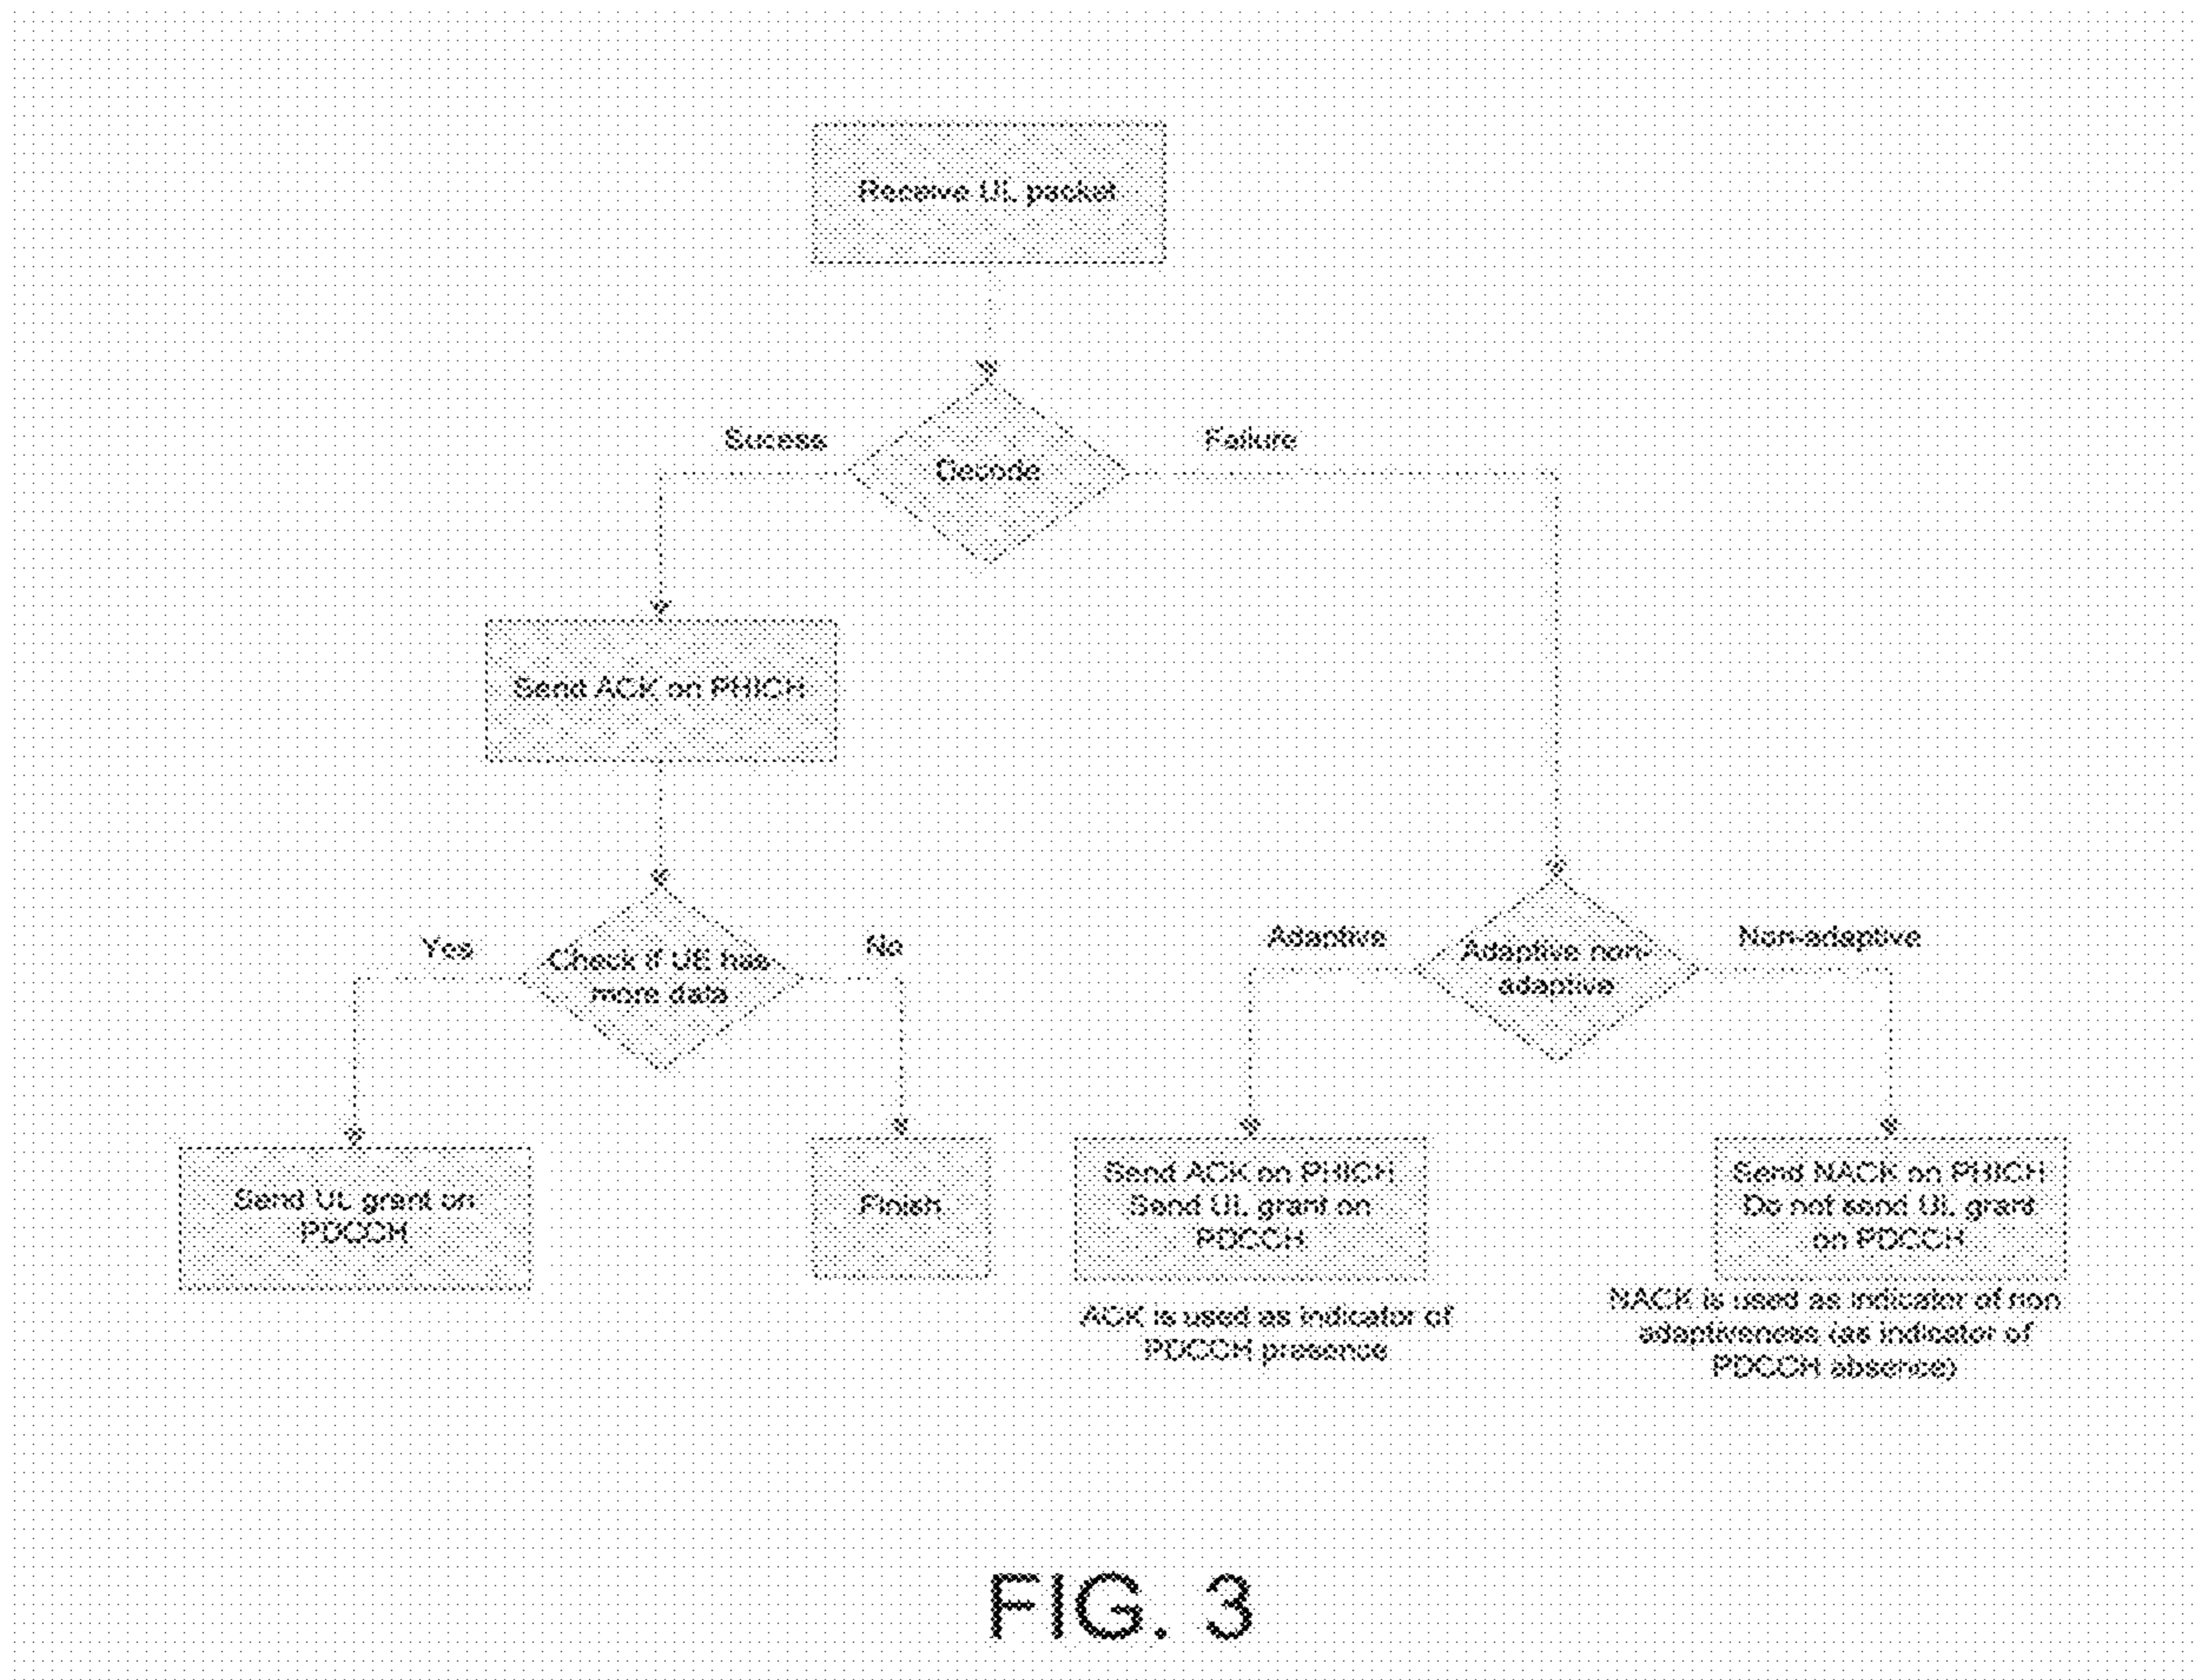 Receive UL packet
Sucess
Failure
Decode
Send ACK on PHICH
Yes
Check if UE has
more data
No
Adaptive
Adaptive non-
adaptive
Non-adaptive
Send UL grant on
PDCCH
Finish
Send ACK on PHICH
Send UL grant on
PDCCH
Send NACK on PHICH
Do not send UL grant
on PDCCH
ACK is used as indicator of
PDCCH presence
NACK is used as indicator of non
adaptiveness (as indicator of
PDCCH absence)
FIG. 3